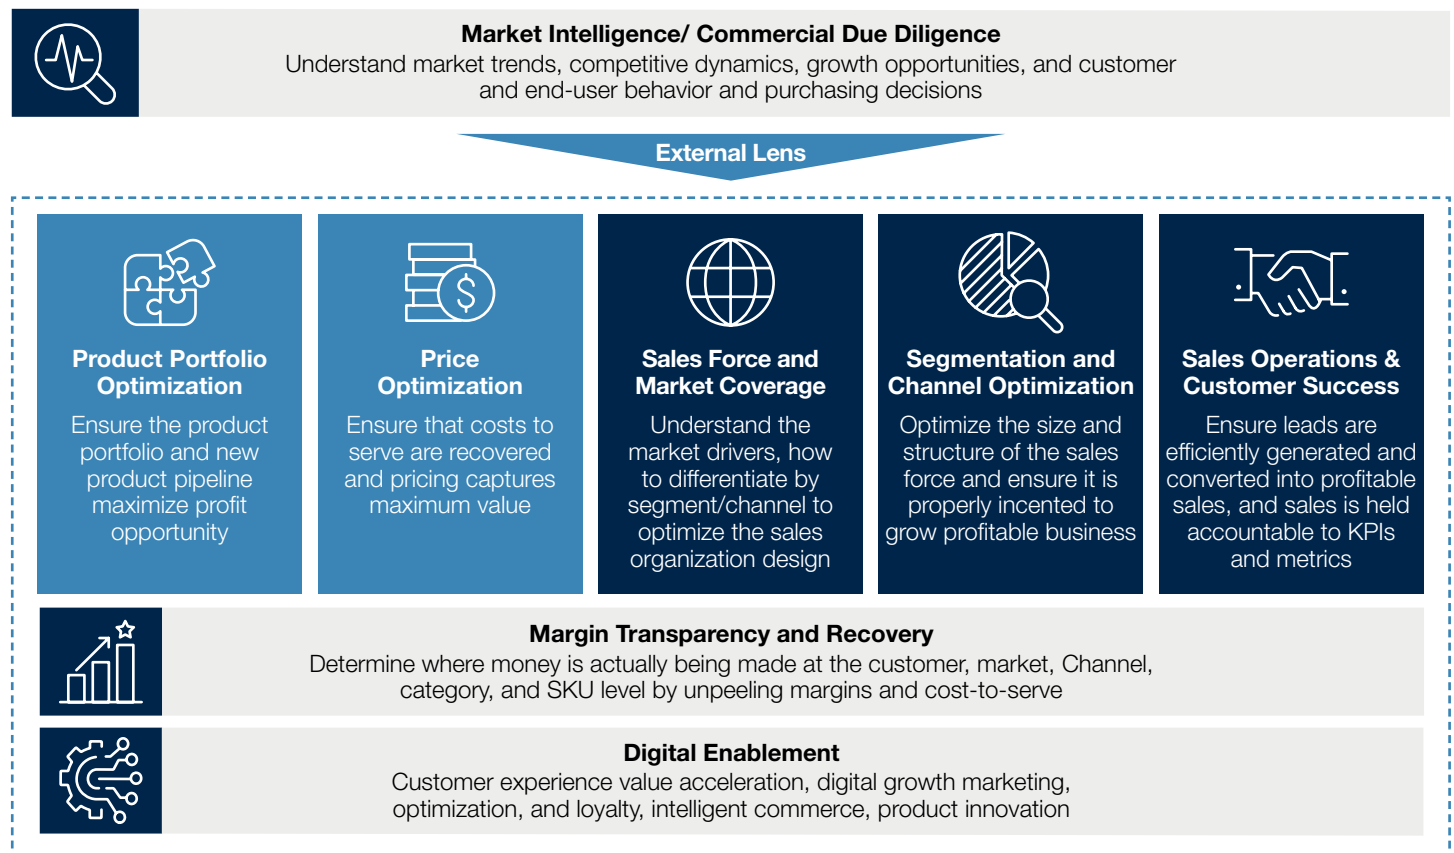 Market Intelligence/ Commercial Due Diligence
Understand market trends, competitive dynamics, growth opportunities, and customer
and end-user behavior and purchasing decisions
External Lens
Product Portfolio
Optimization
Ensure the product
portfolio and new
product pipeline
maximize profit
opportunity
$
Price
Optimization
Ensure that costs to
serve are recovered
and pricing captures
maximum value
Sales Force and
Market Coverage
Understand the
market drivers, how
to differentiate by
segment/channel to
optimize the sales
organization design
Segmentation and
Channel Optimization
Optimize the size and
structure of the sales
force and ensure it is
properly incented to
grow profitable business
Sales Operations &
Customer Success
Ensure leads are
efficiently generated and
converted into profitable
sales, and sales is held
accountable to KPIs
and metrics
Margin Transparency and Recovery
Determine where money is actually being made at the customer, market, Channel,
category, and SKU level by unpeeling margins and cost-to-serve
Digital Enablement
Customer experience value acceleration, digital growth marketing,
optimization, and loyalty, intelligent commerce, product innovation